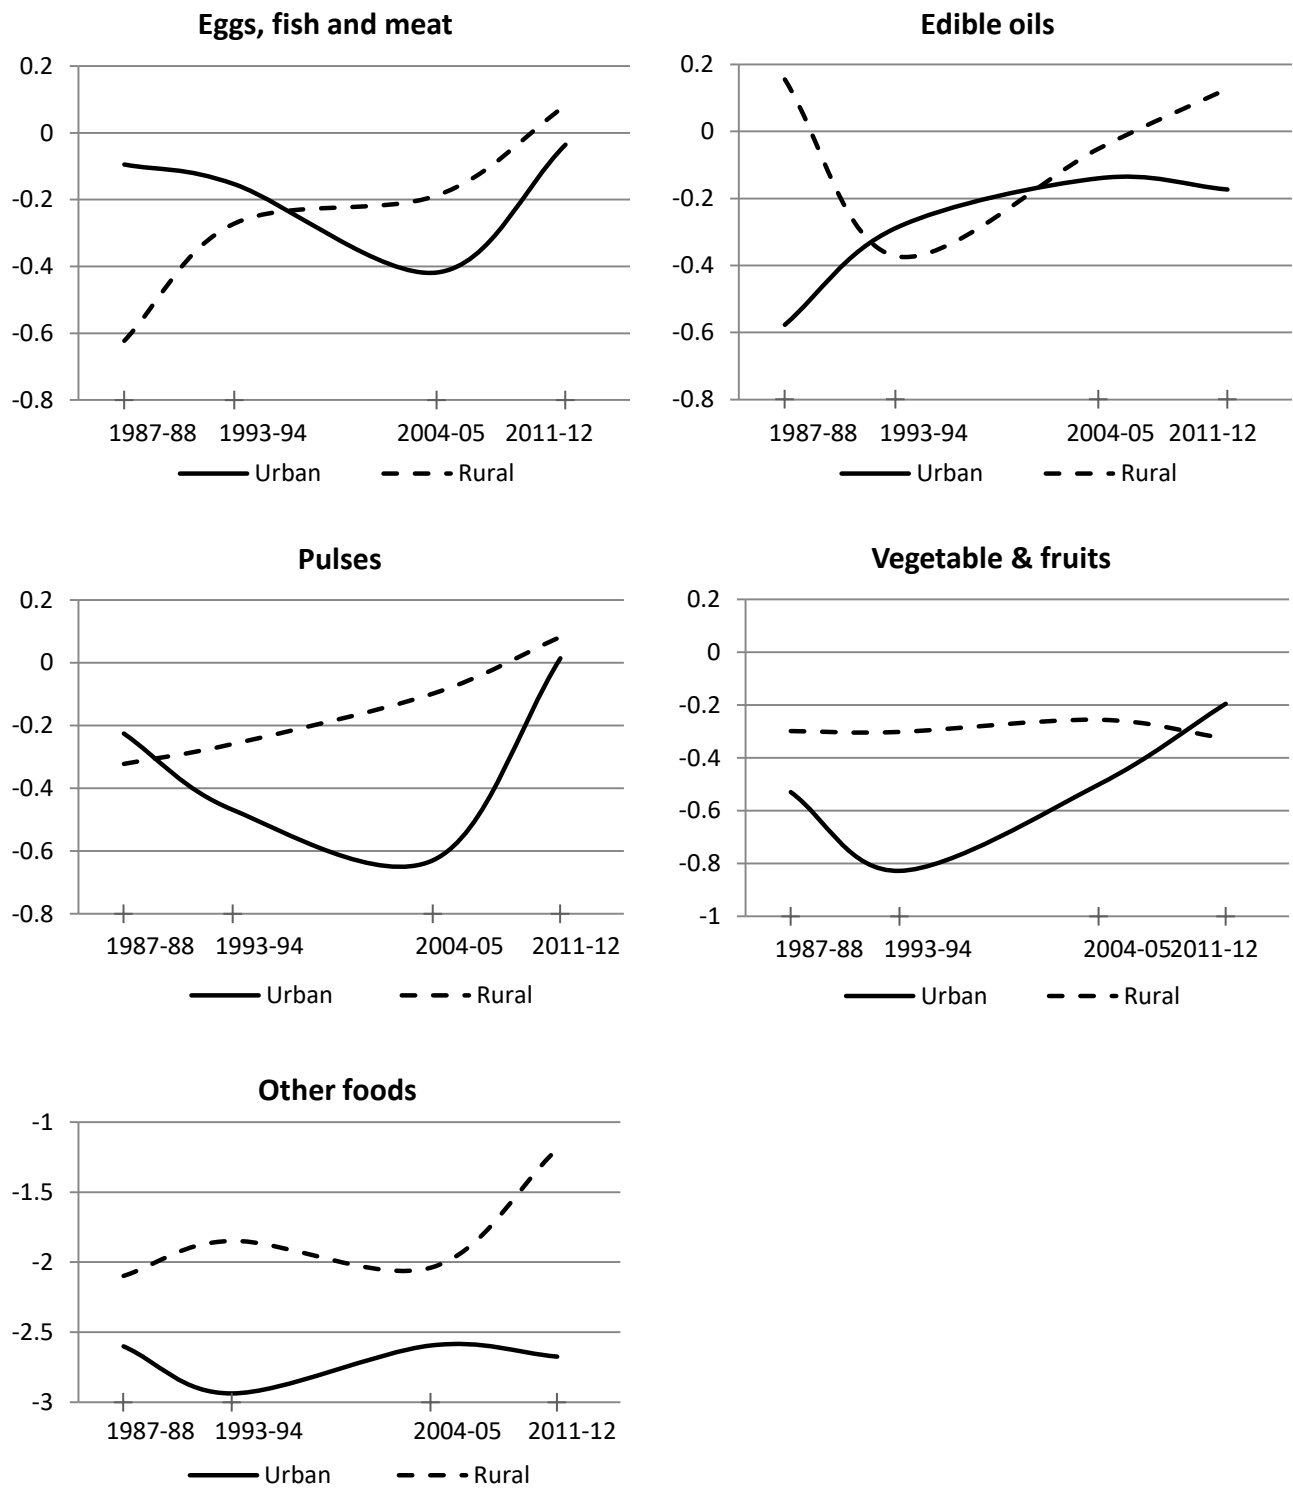 Eggs, fish and meat
0.2
0
-0.2
-0.4
-0.6
-0.8
1987-88 1993-94 2004-05 2011-12
Urban Rural
Edible oils
0.2
0
-0.2
-0.4
-0.6
-0.8
1987-88 1993-94 2004-05 2011-12
Urban Rural
Pulses
0.2
0
-0.2
-0.4
-0.6
-0.8
1987-88 1993-94 2004-05 2011-12
Urban Rural
Vegetable & fruits
0.2
0
-0.2
-0.4
-0.6
-0.8
-1
1987-88 1993-94 2004-05 2011-12
Urban Rural
Other foods
-1
-1.5
-2
-2.5
-3
1987-88 1993-94 2004-05 2011-12
Urban Rural